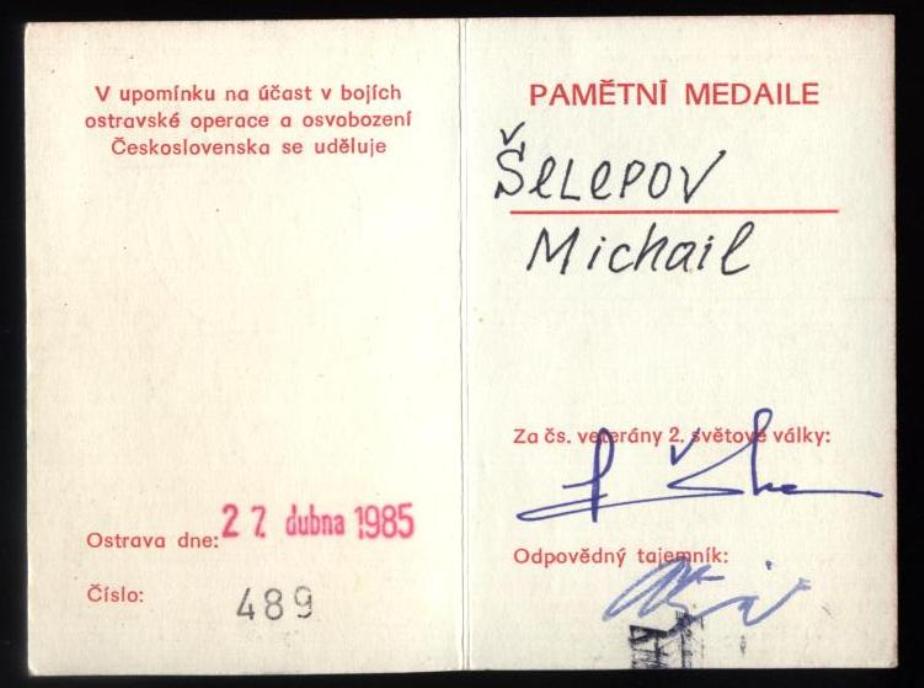 V upomínku na účast v bojích
ostravské operace a osvobození
Československa se uděluje
Ostrava dne: 27. dubna 1985
Číslo: 489
PAMĚTNÍ MEDAILE
ŠELEPOV
Michail
Za čs. veterány 2. světové války:
Odpovědný tajemník: